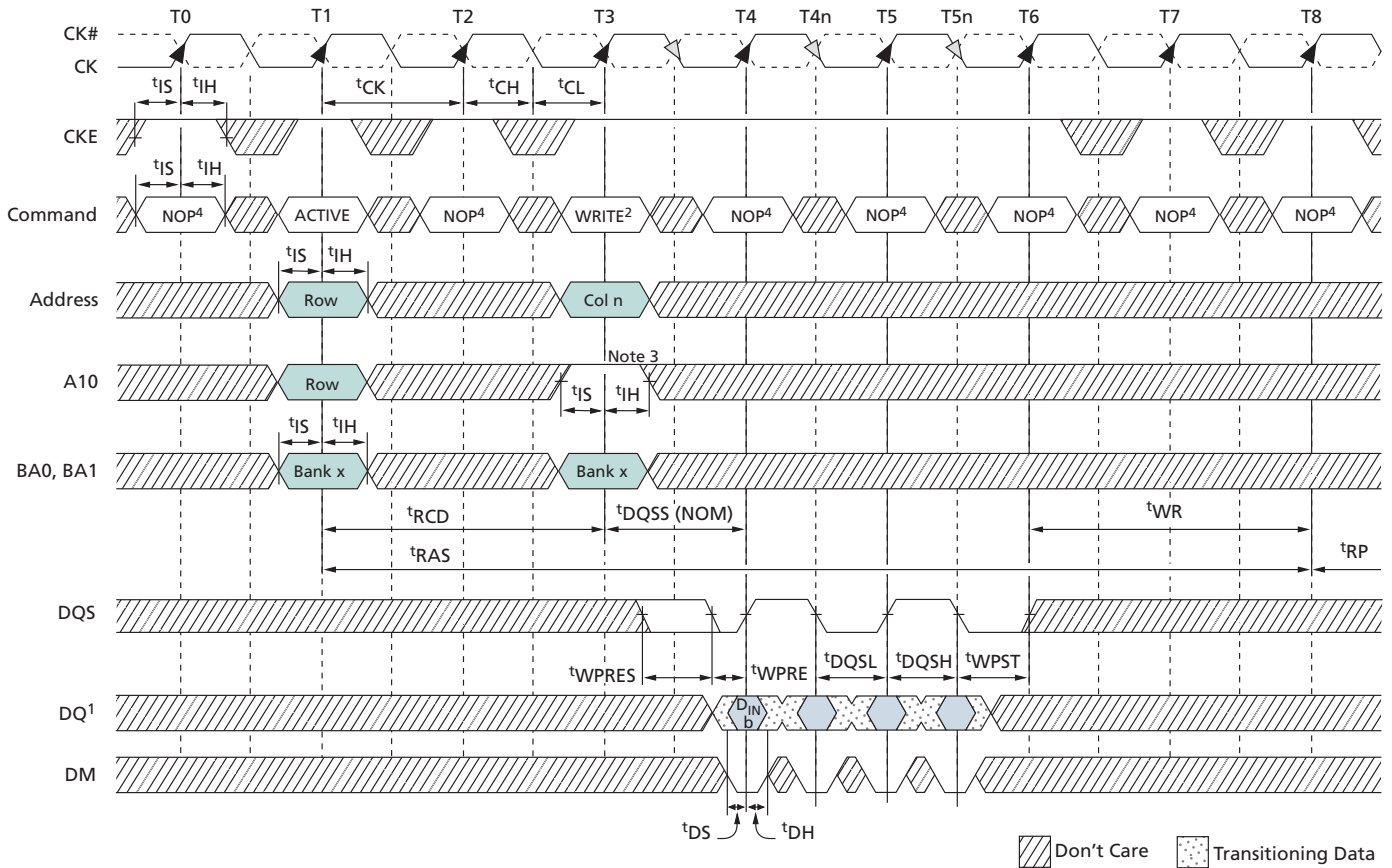 T0 T1 T2 T3 T4 T4n T5 T5n T6 T7 T8
CK#
CK
tIS tIH tCK tCH tCL
CKE
tIS tIH
Command NOP4 ACTIVE NOP4 WRITE2 NOP4 NOP4 NOP4 NOP4 NOP4
tIS tIH
Address Row Col n
Note 3
A10 Row
tIS tIH
tIS tIH
BA0, BA1 Bank x Bank x
tRCD tDQSS (NOM) tWR
tRAS tRP
DQS
tWPRES tWPRE tDQSL tDQSH tWPST
DQ1 DIN
b
DM
tDS tDH
Don't Care Transitioning Data